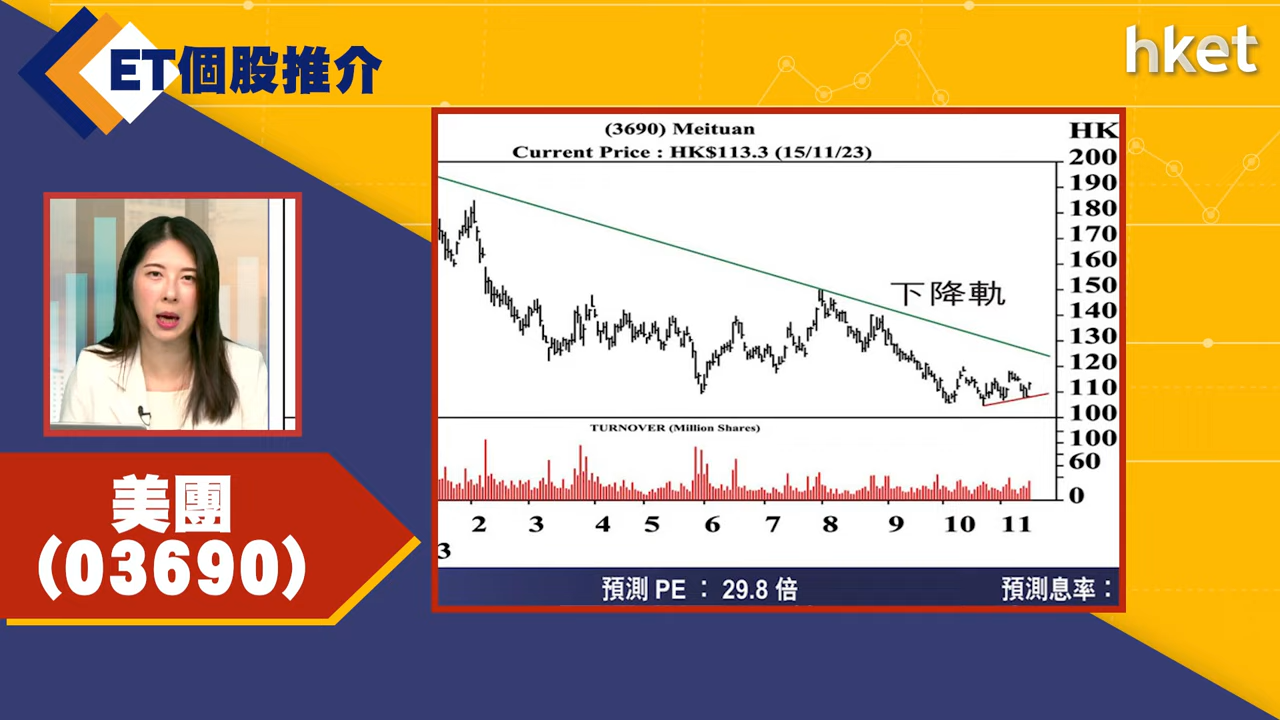 ET個股推介
hket
(3690) Meituan
Current Price : HK$113.3 (15/11/23)
HK
200
190
180
170
160
150
140
130
120
110
100
下降軌
TURNOVER (Million Shares)
100
60
0
2 3 4 5 6 7 8 9 10 11
3
預測 PE ： 29.8 倍
預測息率：
美團
(03690)